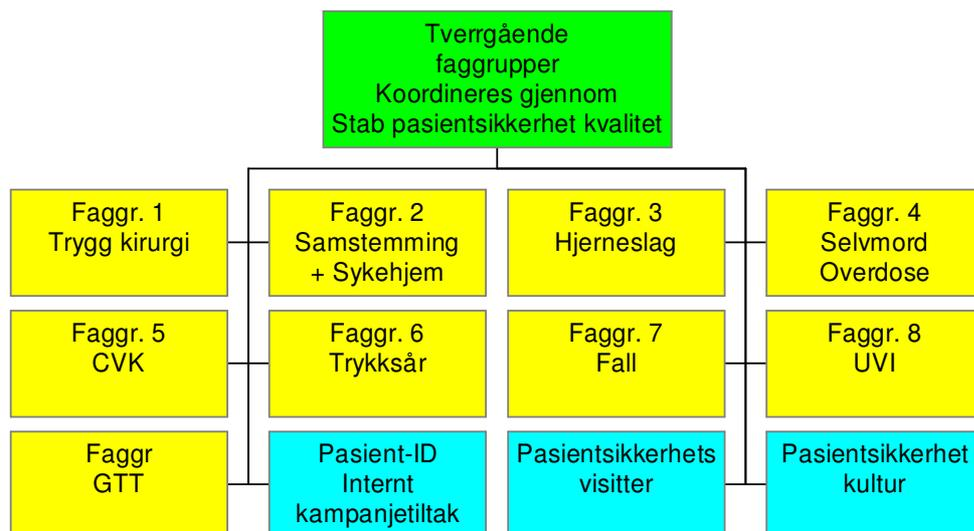 Tverrgående
faggrupper
Koordineres gjennom
Stab pasientsikkerhet kvalitet
Faggr. 1
Trygg kirurgi
Faggr. 2
Samstemming
+ Sykehjem
Faggr. 3
Hjerneslag
Faggr. 4
Selvmord
Overdose
Faggr. 5
CVK
Faggr. 6
Trykksår
Faggr. 7
Fall
Faggr. 8
UVI
Faggr
GTT
Pasient-ID
Internt
kampanjetiltak
Pasientsikkerhets
visitter
Pasientsikkerhet
kultur